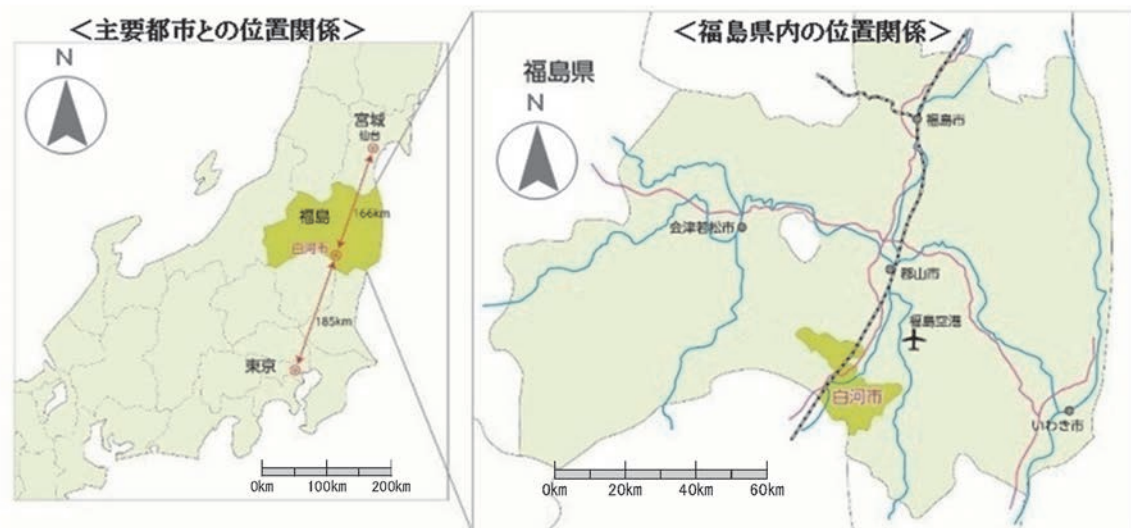 ＜主要都市との位置関係＞
N
宮城
仙台
福島
166km
白河市
185km
東京
0km 100km 200km
＜福島県内の位置関係＞
福島県
N
福島市
会津若松市
郡山市
福島空港
白河市
いわき市
0km 20km 40km 60km